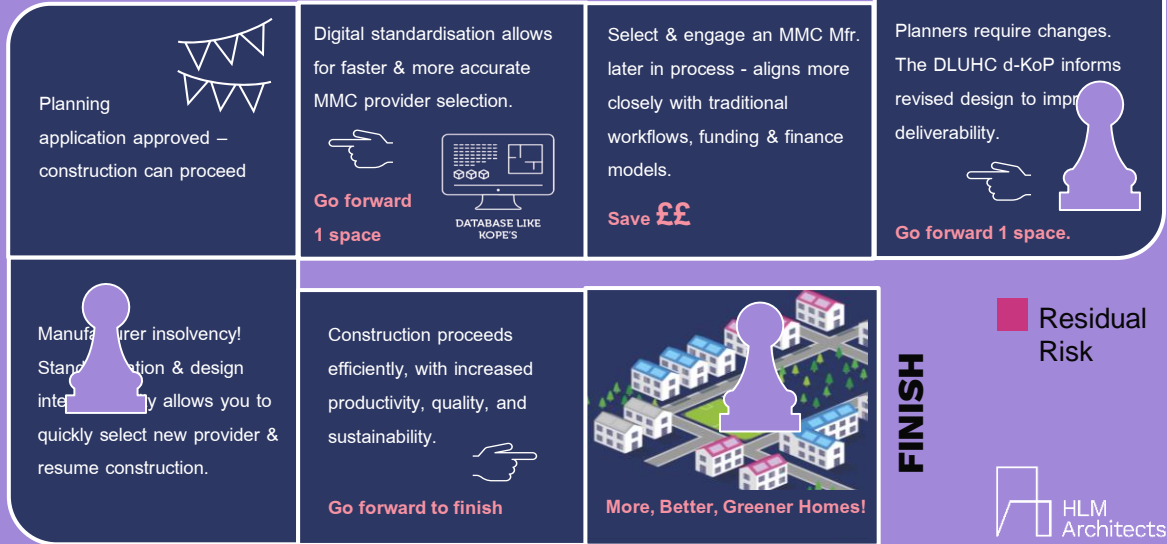 Planning
application approved –
construction can proceed
Digital standardisation allows
for faster & more accurate
MMC provider selection.
Go forward
1 space
DATABASE LIKE
KOPE'S
Select & engage an MMC Mfr.
later in process - aligns more
closely with traditional
workflows, funding & finance
models.
Save ££
Planners require changes.
The DLUHC d-KoP informs
revised design to
deliverability.
Go forward 1 space.
insolvency!
& design
allows you to
quickly select new provider &
resume construction.
Construction proceeds
efficiently, with increased
productivity, quality, and
sustainability.
Go forward to finish
More, Better, Greener Homes!
FINISH
Residual
Risk
HLM
Architects